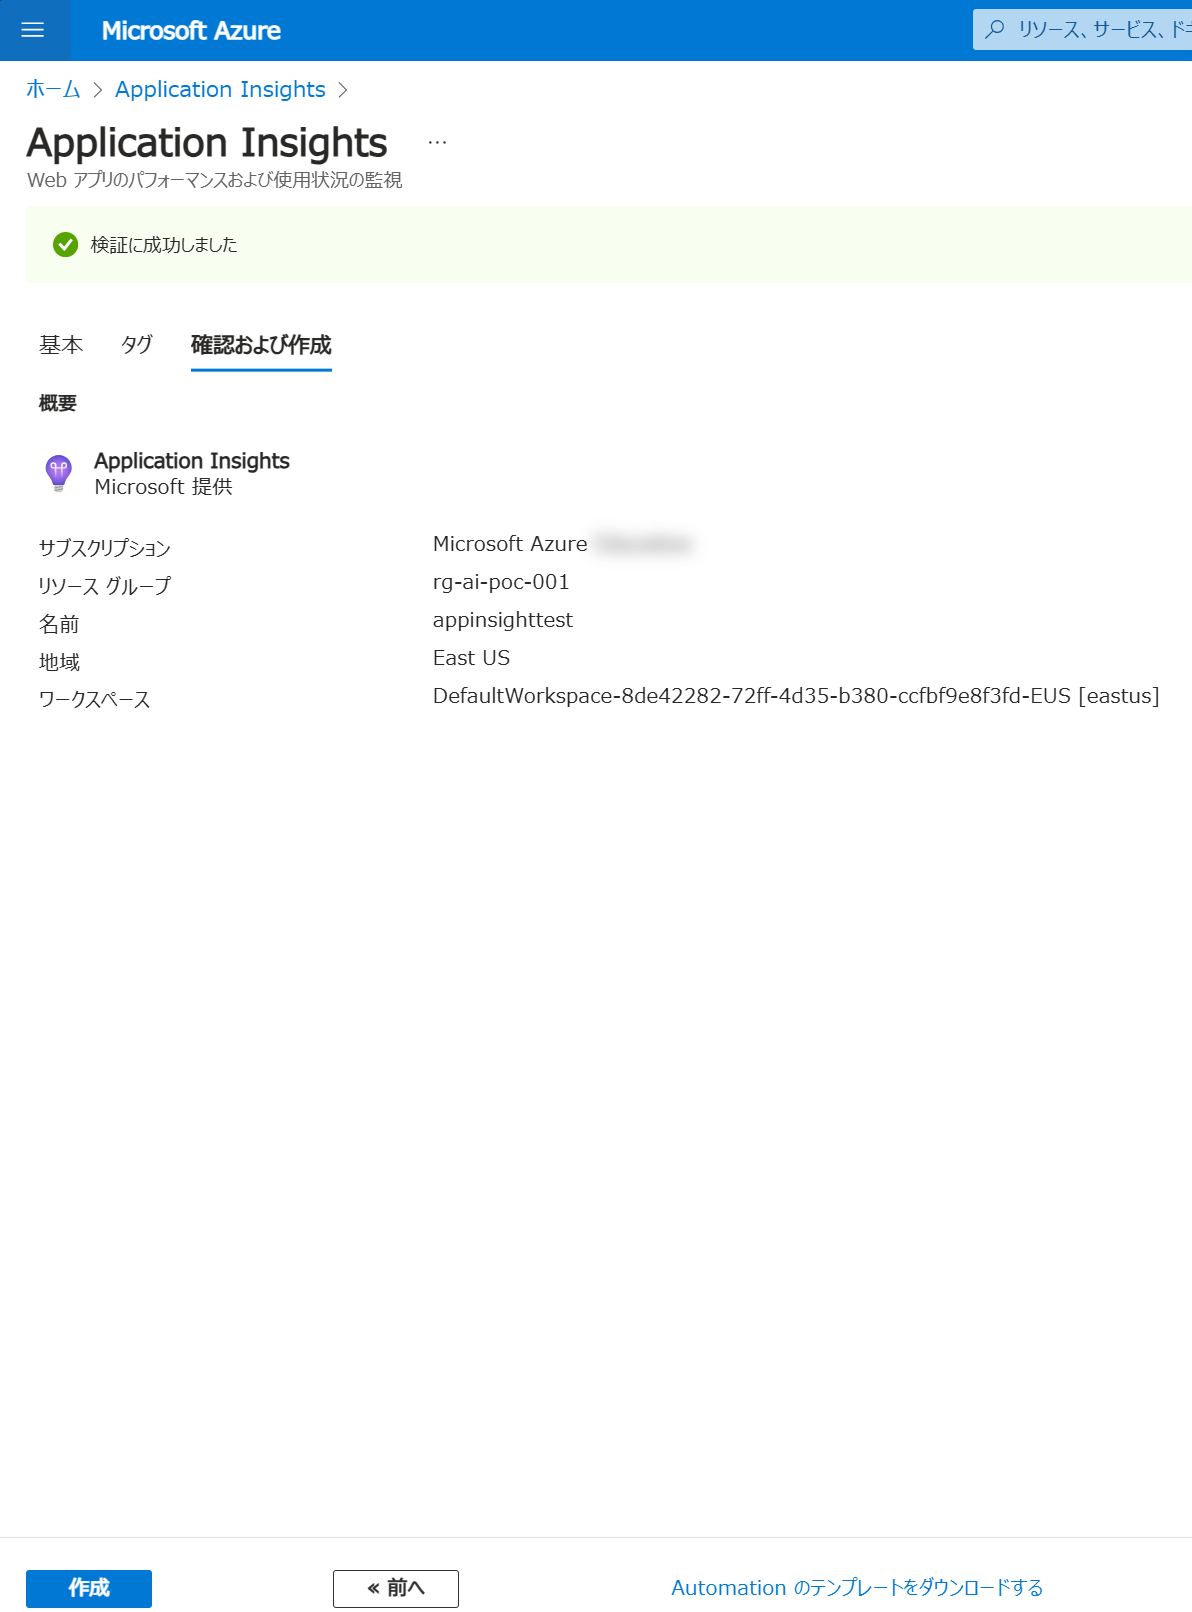 Microsoft Azure
リソース、サービス、ドキ
ホーム > Application Insights >
Application Insights ...
Web アプリのパフォーマンスおよび使用状況の監視
検証に成功しました
基本 タグ 確認および作成
概要
Application Insights
Microsoft 提供
サブスクリプション Microsoft Azure
リソース グループ rg-ai-poc-001
名前 appinsighttest
地域 East US
ワークスペース DefaultWorkspace-8de42282-72ff-4d35-b380-ccfbf9e8f3fd-EUS [eastus]
作成 « 前へ Automation のテンプレートをダウンロードする